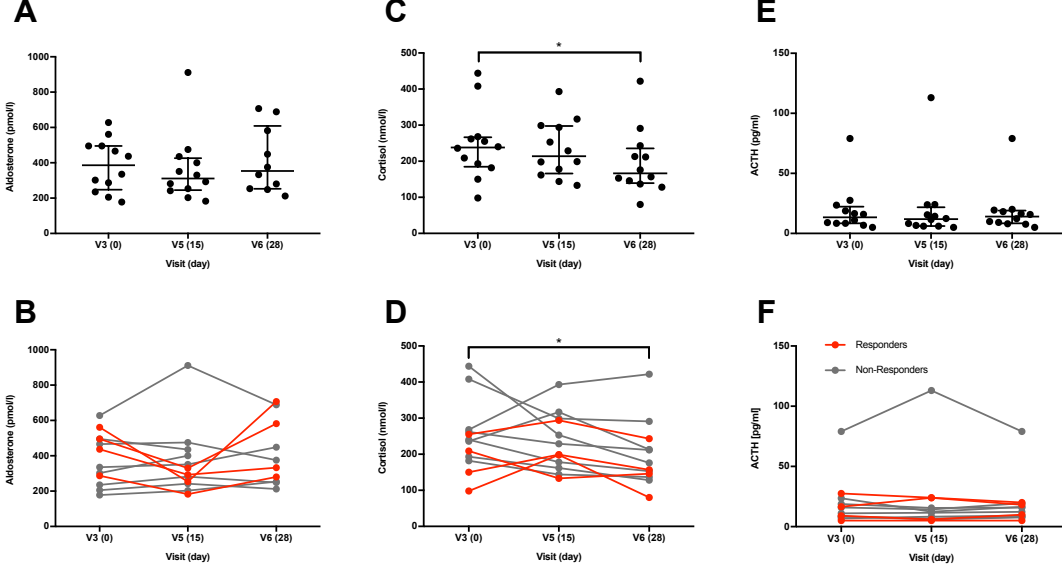 A
Aldosterone (pmol/l)
1000
800
600
400
200
0
V3 (0) V5 (15) V6 (28)
Visit (day)
C
Cortisol (nmol/l)
500
400
300
200
100
0
*
V3 (0) V5 (15) V6 (28)
Visit (day)
E
ACTH (pg/ml)
150
100
50
0
V3 (0) V5 (15) V6 (28)
Visit (day)
B
Aldosterone (pmol/l)
1000
800
600
400
200
0
V3 (0) V5 (15) V6 (28)
Visit (day)
D
Cortisol (nmol/l)
500
400
300
200
100
0
*
V3 (0) V5 (15) V6 (28)
Visit (day)
F
ACTH [pg/ml]
150
100
50
0
Responders
Non-Responders
V3 (0) V5 (15) V6 (28)
Visit (day)